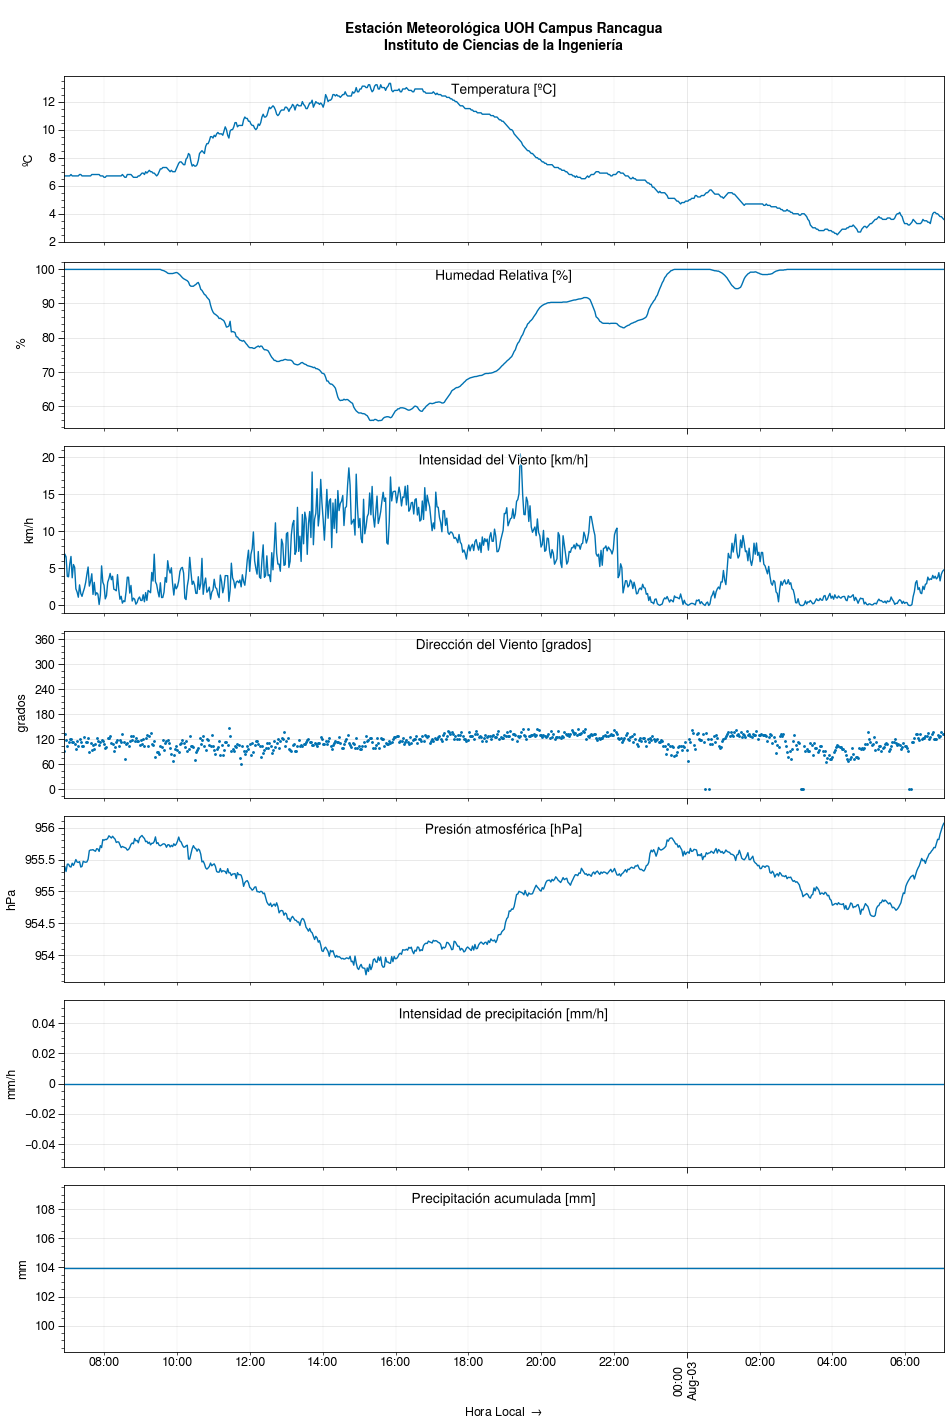 Estación Meteorológica UOH Campus Rancagua
Instituto de Ciencias de la Ingeniería
Temperatura [ºC]
ºC
12
10
8
6
4
2
Humedad Relativa [%]
%
100
90
80
70
60
Intensidad del Viento [km/h]
km/h
20
15
10
5
0
Dirección del Viento [grados]
grados
360
300
240
180
120
60
0
Presión atmosférica [hPa]
hPa
956
955.5
955
954.5
954
Intensidad de precipitación [mm/h]
mm/h
0.04
0.02
0
−0.02
−0.04
Precipitación acumulada [mm]
mm
108
106
104
102
100
08:00 10:00 12:00 14:00 16:00 18:00 20:00 22:00 00:00 02:00 04:00 06:00
Aug-03
Hora Local →